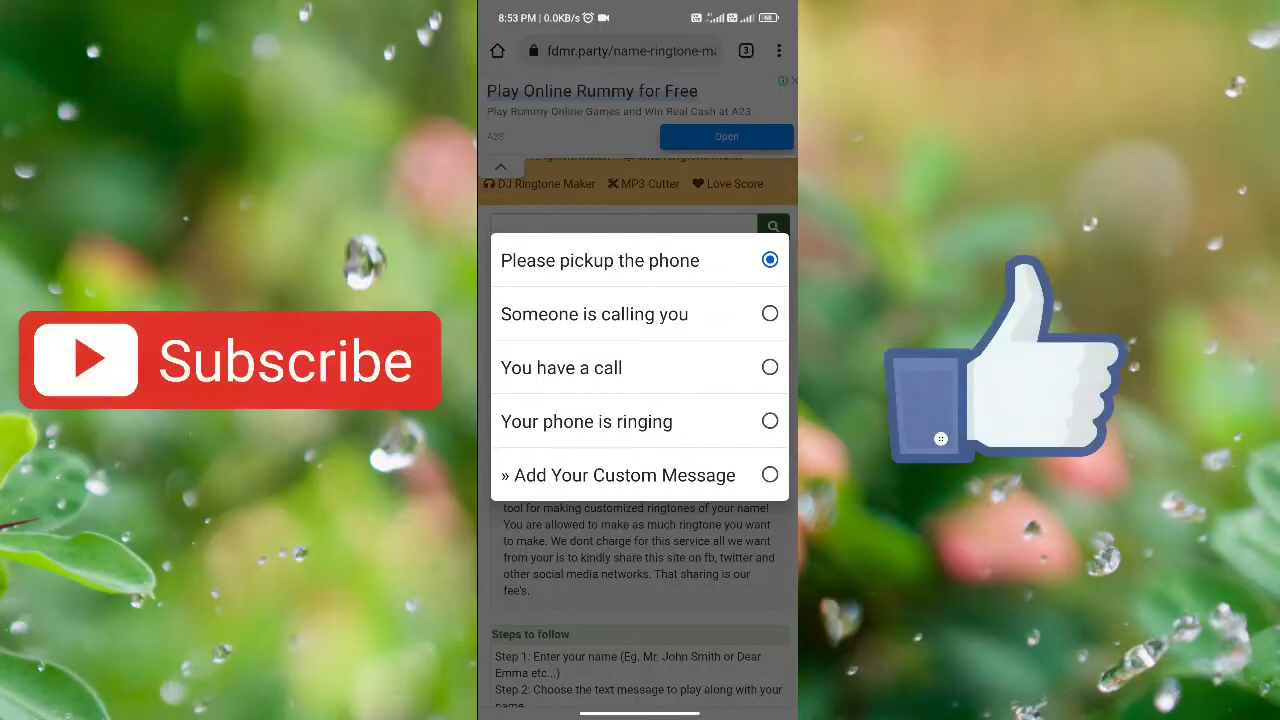 8:53 PM | 0.0KB/s
68
fdmr.party/name-ringtone-ma
3
Play Online Rummy for Free
Play Rummy Online Games and Win Real Cash at A23
A23
Open
DJ Ringtone Maker MP3 Cutter Love Score
Please pickup the phone
Someone is calling you
You have a call
Your phone is ringing
» Add Your Custom Message
tool for making customized ringtones of your name!
You are allowed to make as much ringtone you want
to make. We dont charge for this service all we want
from your is to kindly share this site on fb, twitter and
other social media networks. That sharing is our
fee's.
Steps to follow
Step 1: Enter your name (Eg. Mr. John Smith or Dear
Emma etc...)
Step 2: Choose the text message to play along with your
name
Subscribe